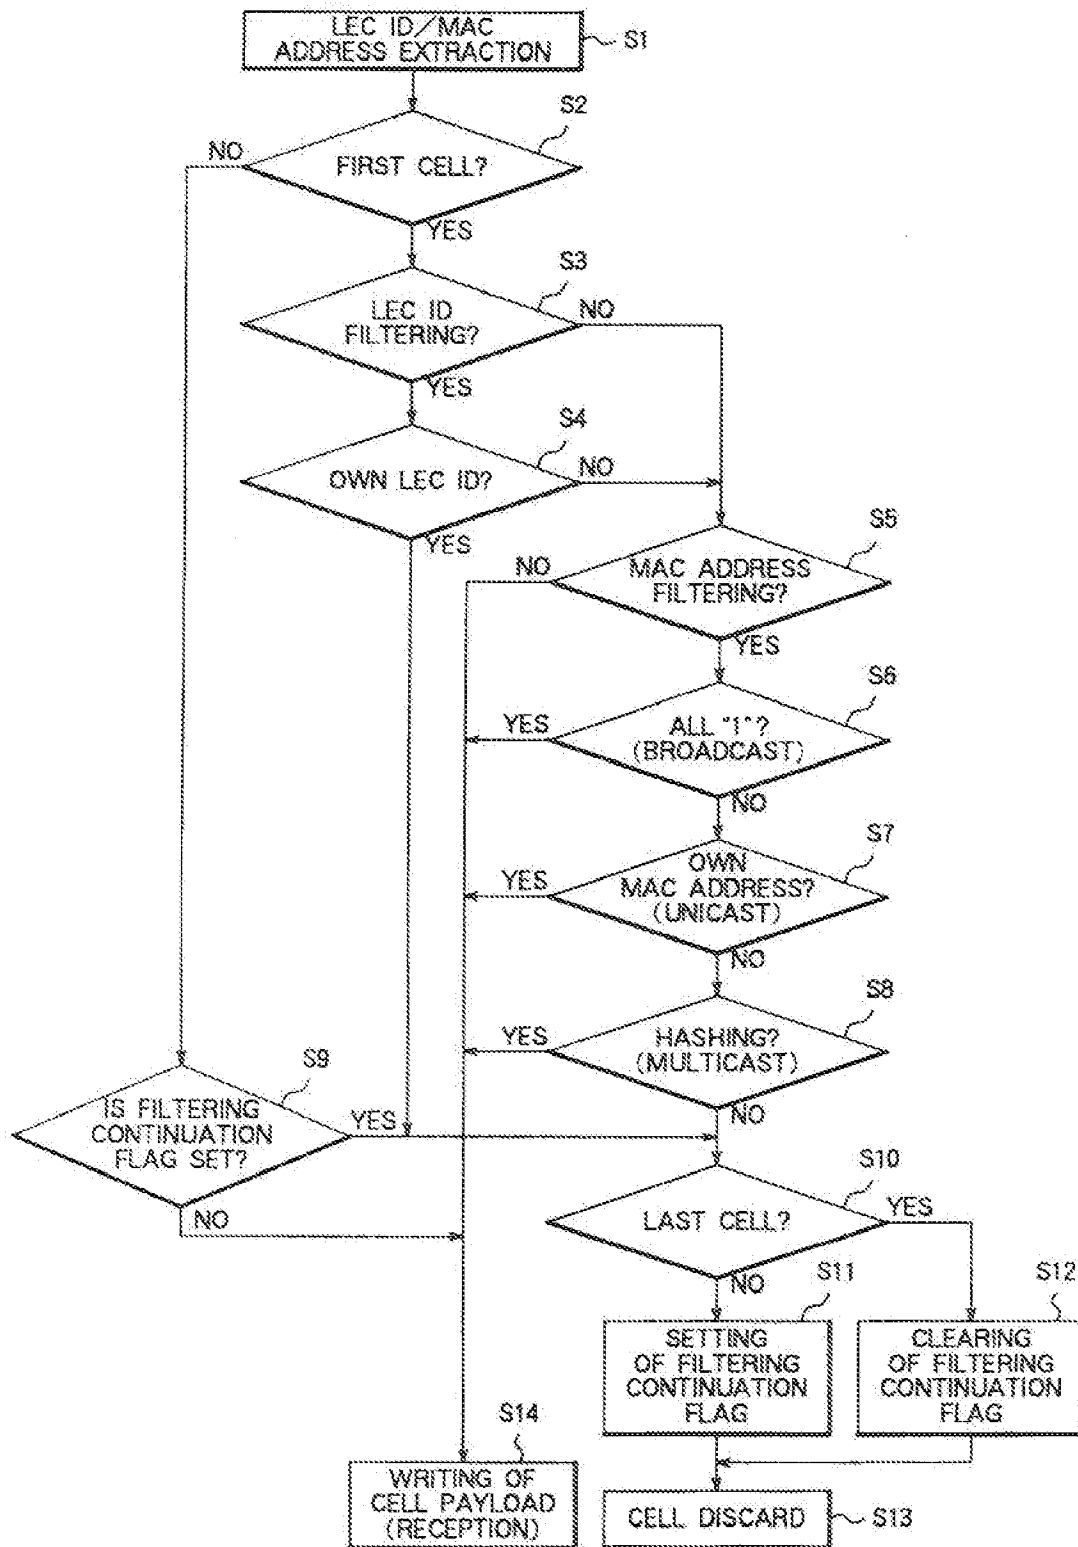 LEC ID/MAC
ADDRESS EXTRACTION
S1
S2
NO
FIRST CELL?
YES
S3
LEC ID
FILTERING?
NO
YES
S4
OWN LEC ID?
NO
YES
S5
NO
MAC ADDRESS
FILTERING?
YES
S6
YES
ALL "1"?
(BROADCAST)
NO
S7
YES
OWN
MAC ADDRESS?
(UNICAST)
NO
S8
YES
HASHING?
(MULTICAST)
NO
S9
IS FILTERING
CONTINUATION
FLAG SET?
YES
NO
S10
LAST CELL?
YES
NO
S11
SETTING
OF FILTERING
CONTINUATION
FLAG
S12
CLEARING
OF FILTERING
CONTINUATION
FLAG
S14
WRITING OF
CELL PAYLOAD
(RECEPTION)
CELL DISCARD
S13